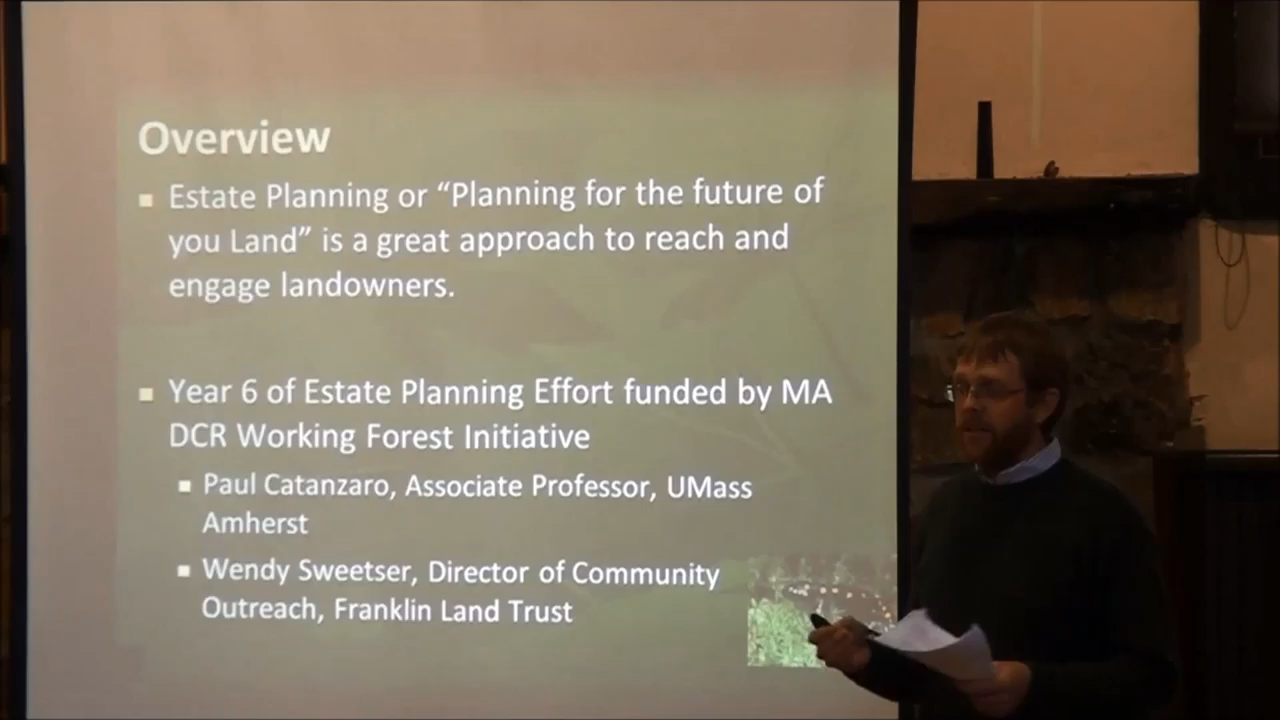 Overview
Estate Planning or “Planning for the future of
you Land” is a great approach to reach and
engage landowners.
Year 6 of Estate Planning Effort funded by MA
DCR Working Forest Initiative
Paul Catanzaro, Associate Professor, UMass
Amherst
Wendy Sweetser, Director of Community
Outreach, Franklin Land Trust